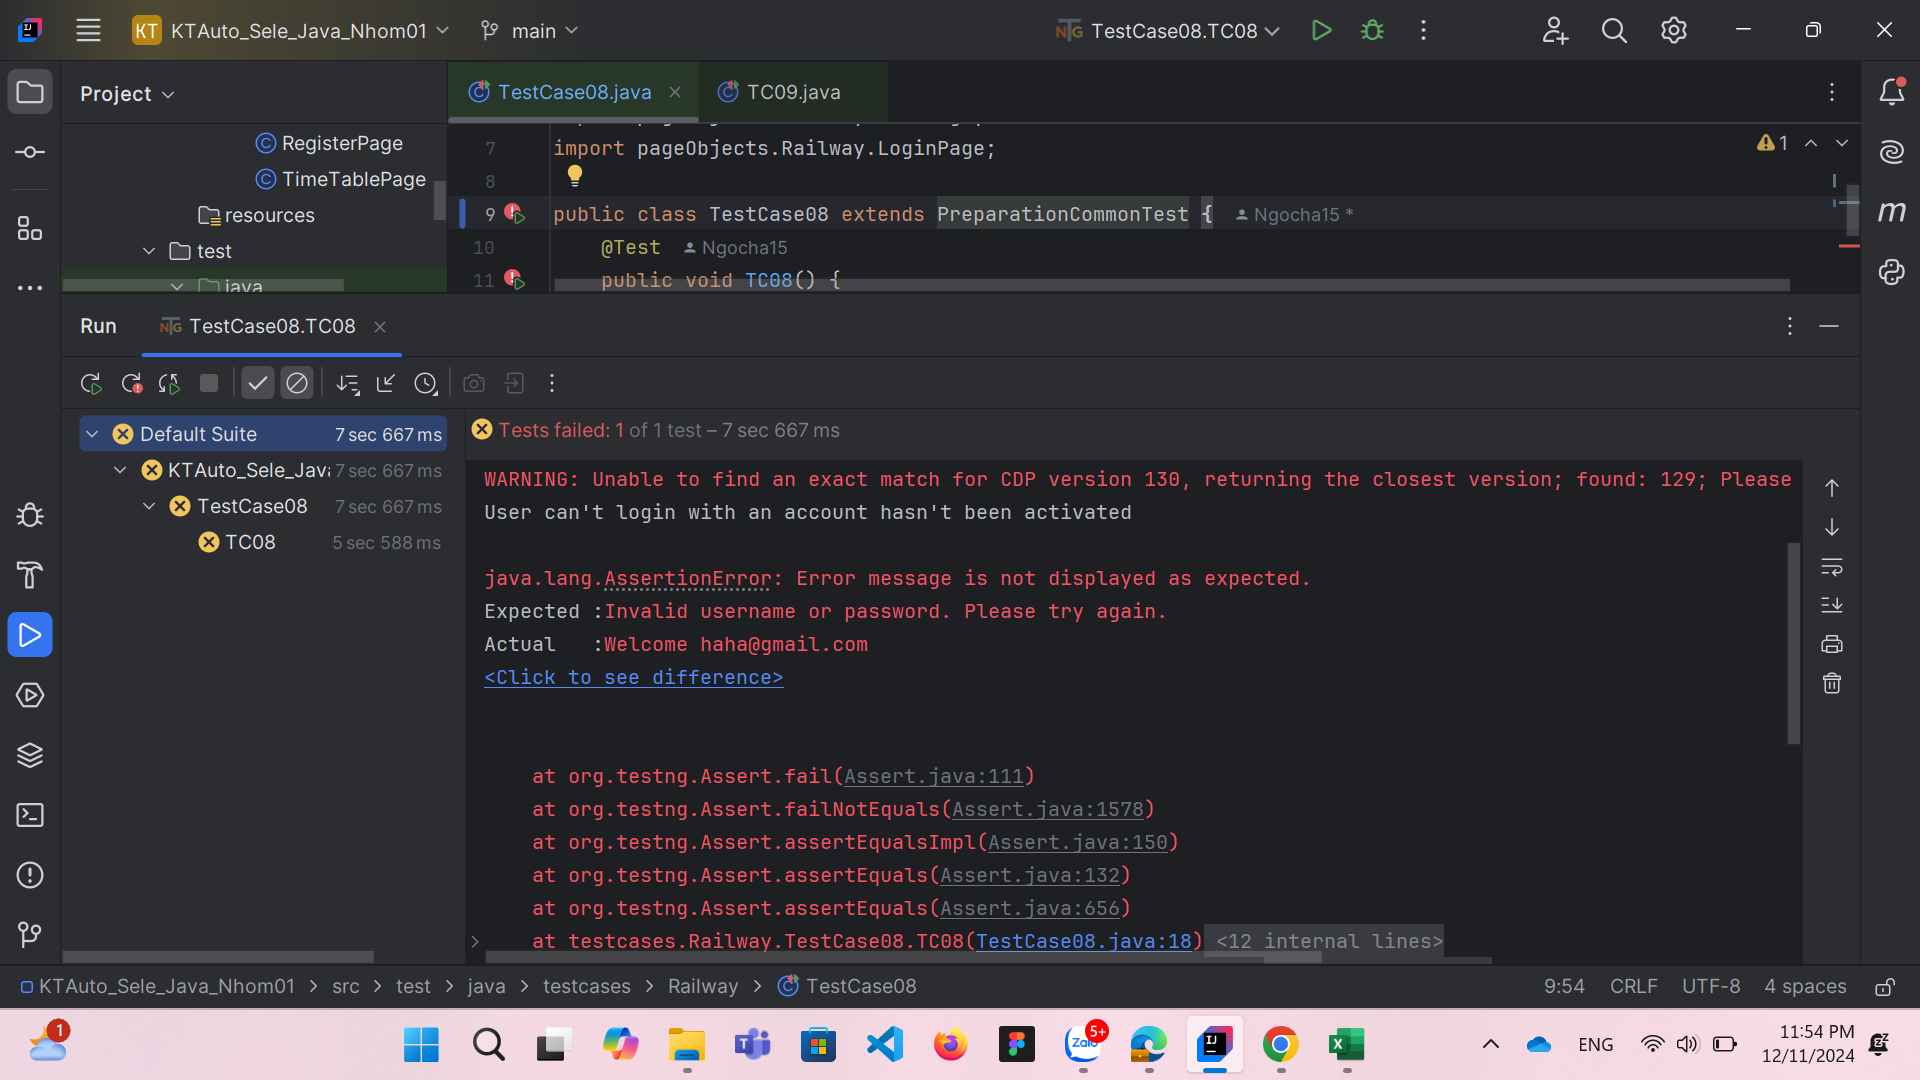 KT KTAuto_Sele_Java_Nhom01 main TestCase08.TC08
Project
TestCase08.java TC09.java
RegisterPage
TimeTablePage
resources
test
java
7 import pageObjects.Railway.LoginPage;
8
9 public class TestCase08 extends PreparationCommonTest { Ngocha15 *
10 @Test Ngocha15
11 public void TC08() {
1
Run TestCase08.TC08
Default Suite 7 sec 667 ms
KTAuto_Sele_Java 7 sec 667 ms
TestCase08 7 sec 667 ms
TC08 5 sec 588 ms
Tests failed: 1 of 1 test – 7 sec 667 ms
WARNING: Unable to find an exact match for CDP version 130, returning the closest version; found: 129; Please
User can't login with an account hasn't been activated
java.lang.AssertionError: Error message is not displayed as expected.
Expected :Invalid username or password. Please try again.
Actual   :Welcome haha@gmail.com
<Click to see difference>
at org.testng.Assert.fail(Assert.java:111)
at org.testng.Assert.failNotEquals(Assert.java:1578)
at org.testng.Assert.assertEqualsImpl(Assert.java:150)
at org.testng.Assert.assertEquals(Assert.java:132)
at org.testng.Assert.assertEquals(Assert.java:656)
at testcases.Railway.TestCase08.TC08(TestCase08.java:18) <12 internal lines>
KTAuto_Sele_Java_Nhom01 > src > test > java > testcases > Railway > TestCase08
9:54 CRLF UTF-8 4 spaces
1
5+
Zalo
ENG
11:54 PM
12/11/2024